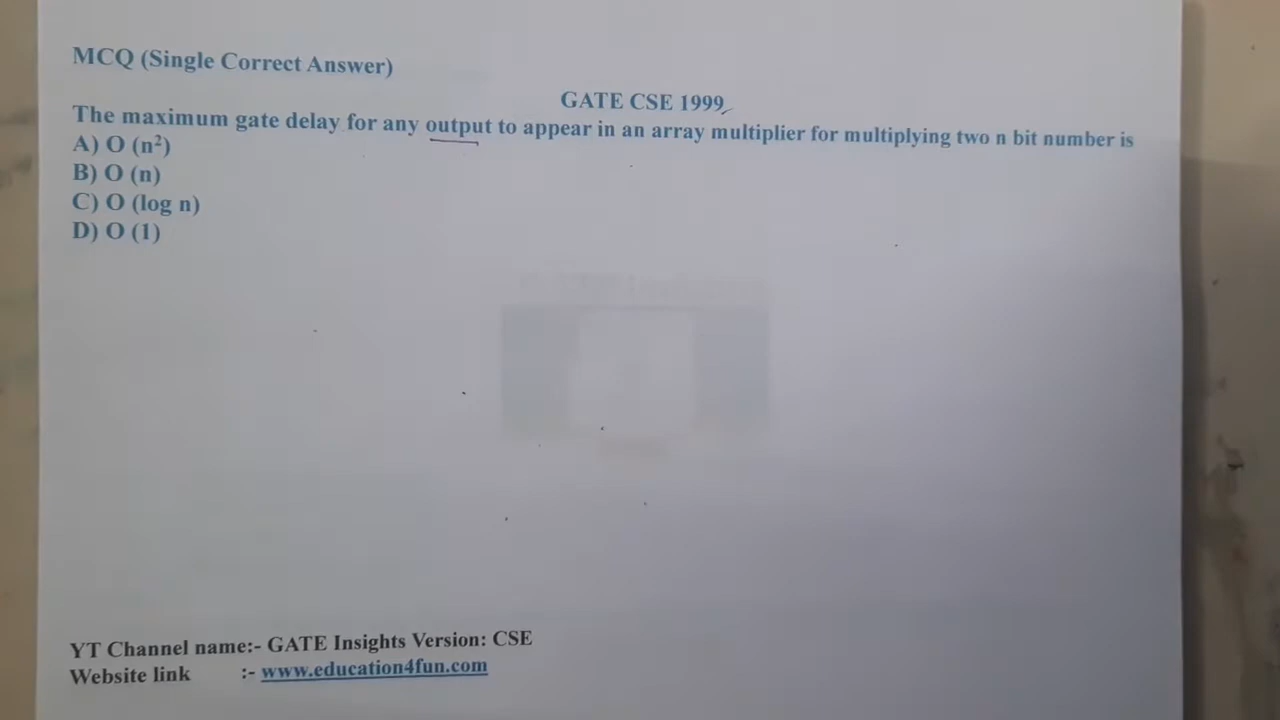 MCQ (Single Correct Answer)
GATE CSE 1999
The maximum gate delay for any output to appear in an array multiplier for multiplying two n bit number is
A) O (n²)
B) O (n)
C) O (log n)
D) O (1)
YT Channel name:- GATE Insights Version: CSE
Website link :- www.education4fun.com